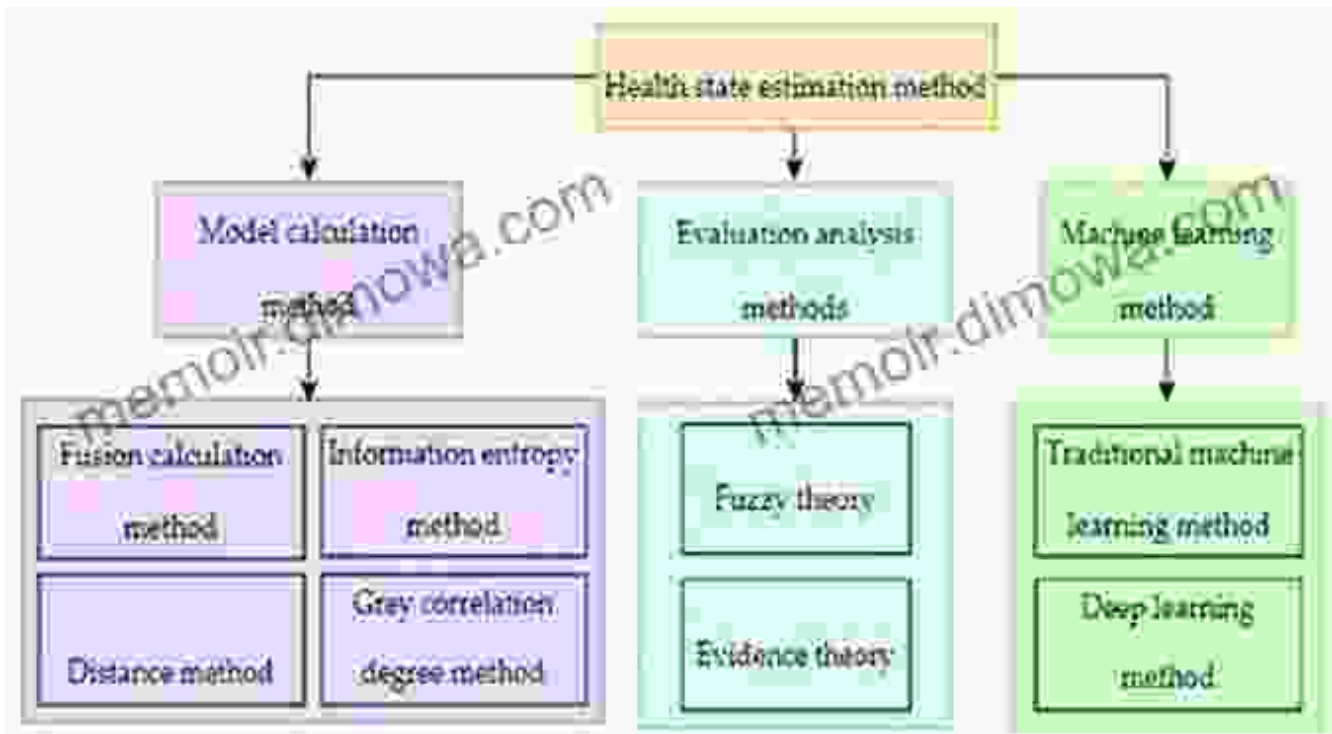 Health state estimation method
Model calculation
method
Evaluation analysis
methods
Machine learning
method
Fusion calculation
method
Information entropy
method
Distance method
Grey correlation
degree method
Fuzzy theory
Evidence theory
Traditional machine
learning method
Deep learning
method
memoir.dimowa.com
memoir.dimowa.com